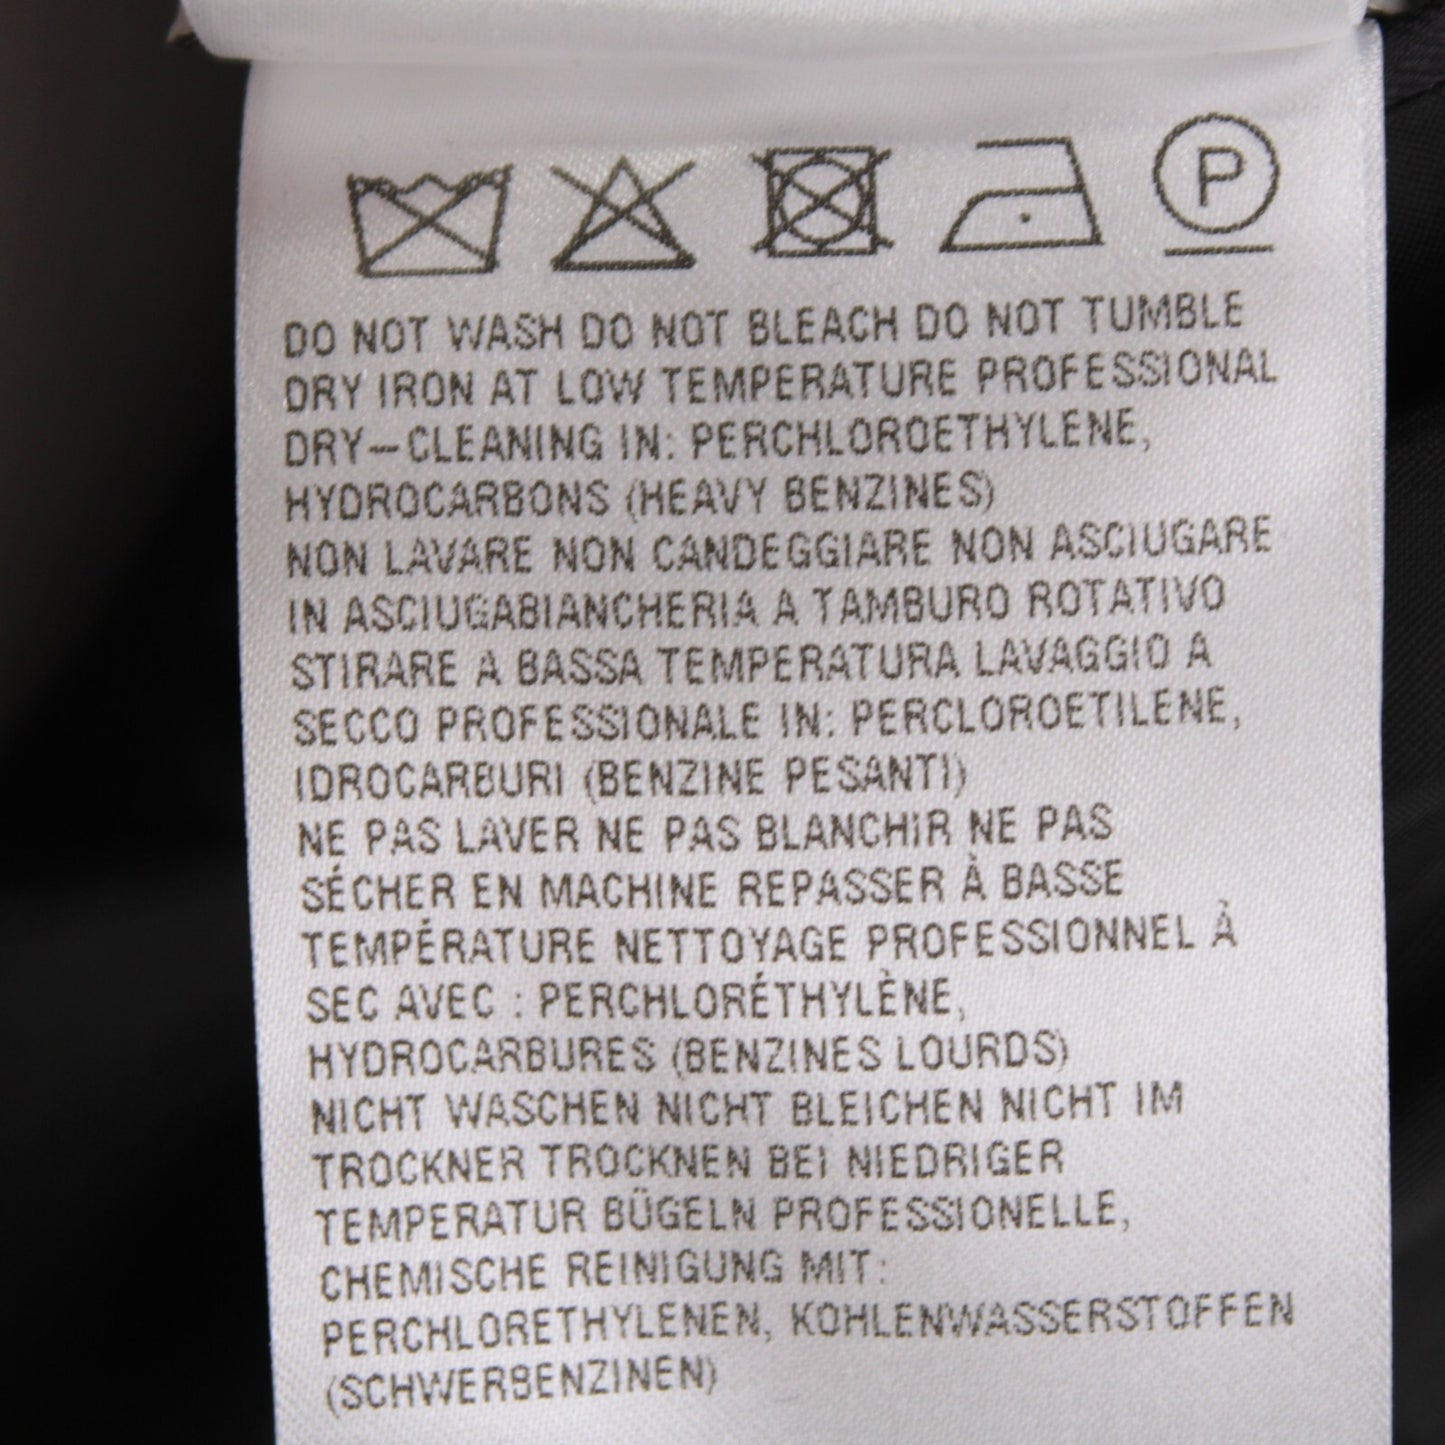 P
DO NOT WASH DO NOT BLEACH DO NOT TUMBLE
DRY IRON AT LOW TEMPERATURE PROFESSIONAL
DRY-CLEANING IN: PERCHLOROETHYLENE,
HYDROCARBONS (HEAVY BENZINES)
NON LAVARE NON CANDEGGIARE NON ASCIUGARE
IN ASCIUGABIANCHERIA A TAMBURO ROTATIVO
STIRARE A BASSA TEMPERATURA LAVAGGIO A
SECCO PROFESSIONALE IN: PERCLOROETILENE,
IDROCARBURI (BENZINE PESANTI)
NE PAS LAVER NE PAS BLANCHIR NE PAS
SÉCHER EN MACHINE REPASSER À BASSE
TEMPÉRATURE NETTOYAGE PROFESSIONNEL À
SEC AVEC : PERCHLORÉTHYLÈNE,
HYDROCARBURES (BENZINES LOURDS)
NICHT WASCHEN NICHT BLEICHEN NICHT IM
TROCKNER TROCKNEN BEI NIEDRIGER
TEMPERATUR BÜGELN PROFESSIONELLE,
CHEMISCHE REINIGUNG MIT:
PERCHLORETHYLENEN, KOHLENWASSERSTOFFEN
(SCHWERBENZINEN)